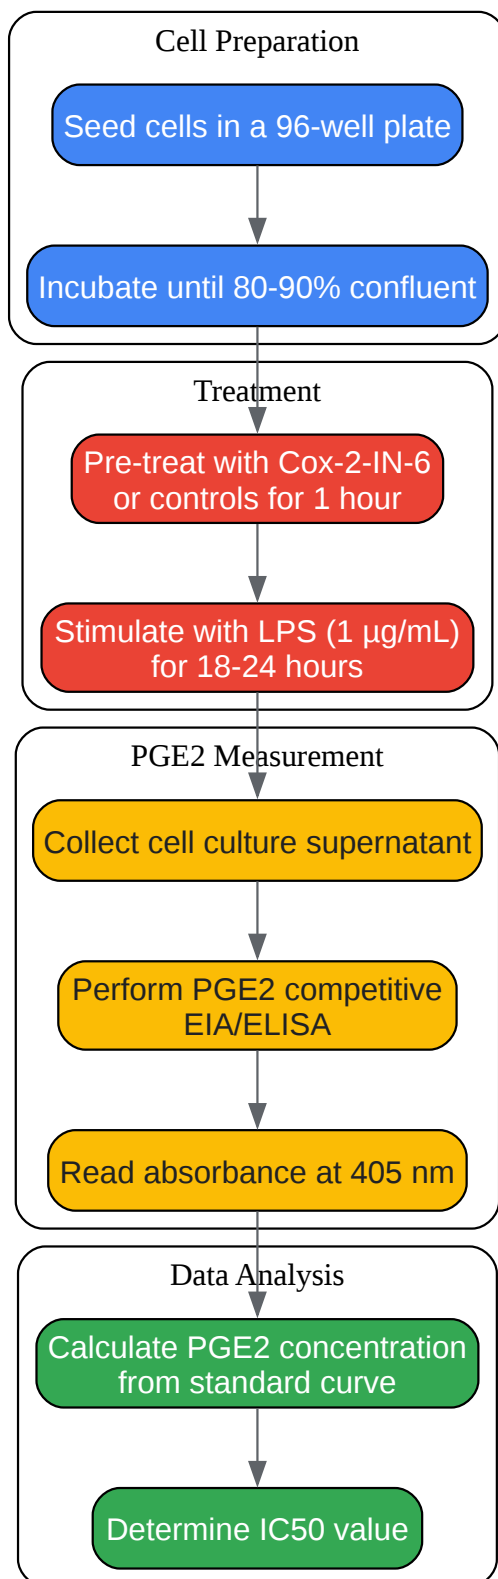 Cell Preparation
Seed cells in a 96-well plate
Incubate until 80-90% confluent
Treatment
Pre-treat with Cox-2-IN-6
or controls for 1 hour
Stimulate with LPS (1 µg/mL)
for 18-24 hours
PGE2 Measurement
Collect cell culture supernatant
Perform PGE2 competitive
EIA/ELISA
Read absorbance at 405 nm
Data Analysis
Calculate PGE2 concentration
from standard curve
Determine IC50 value